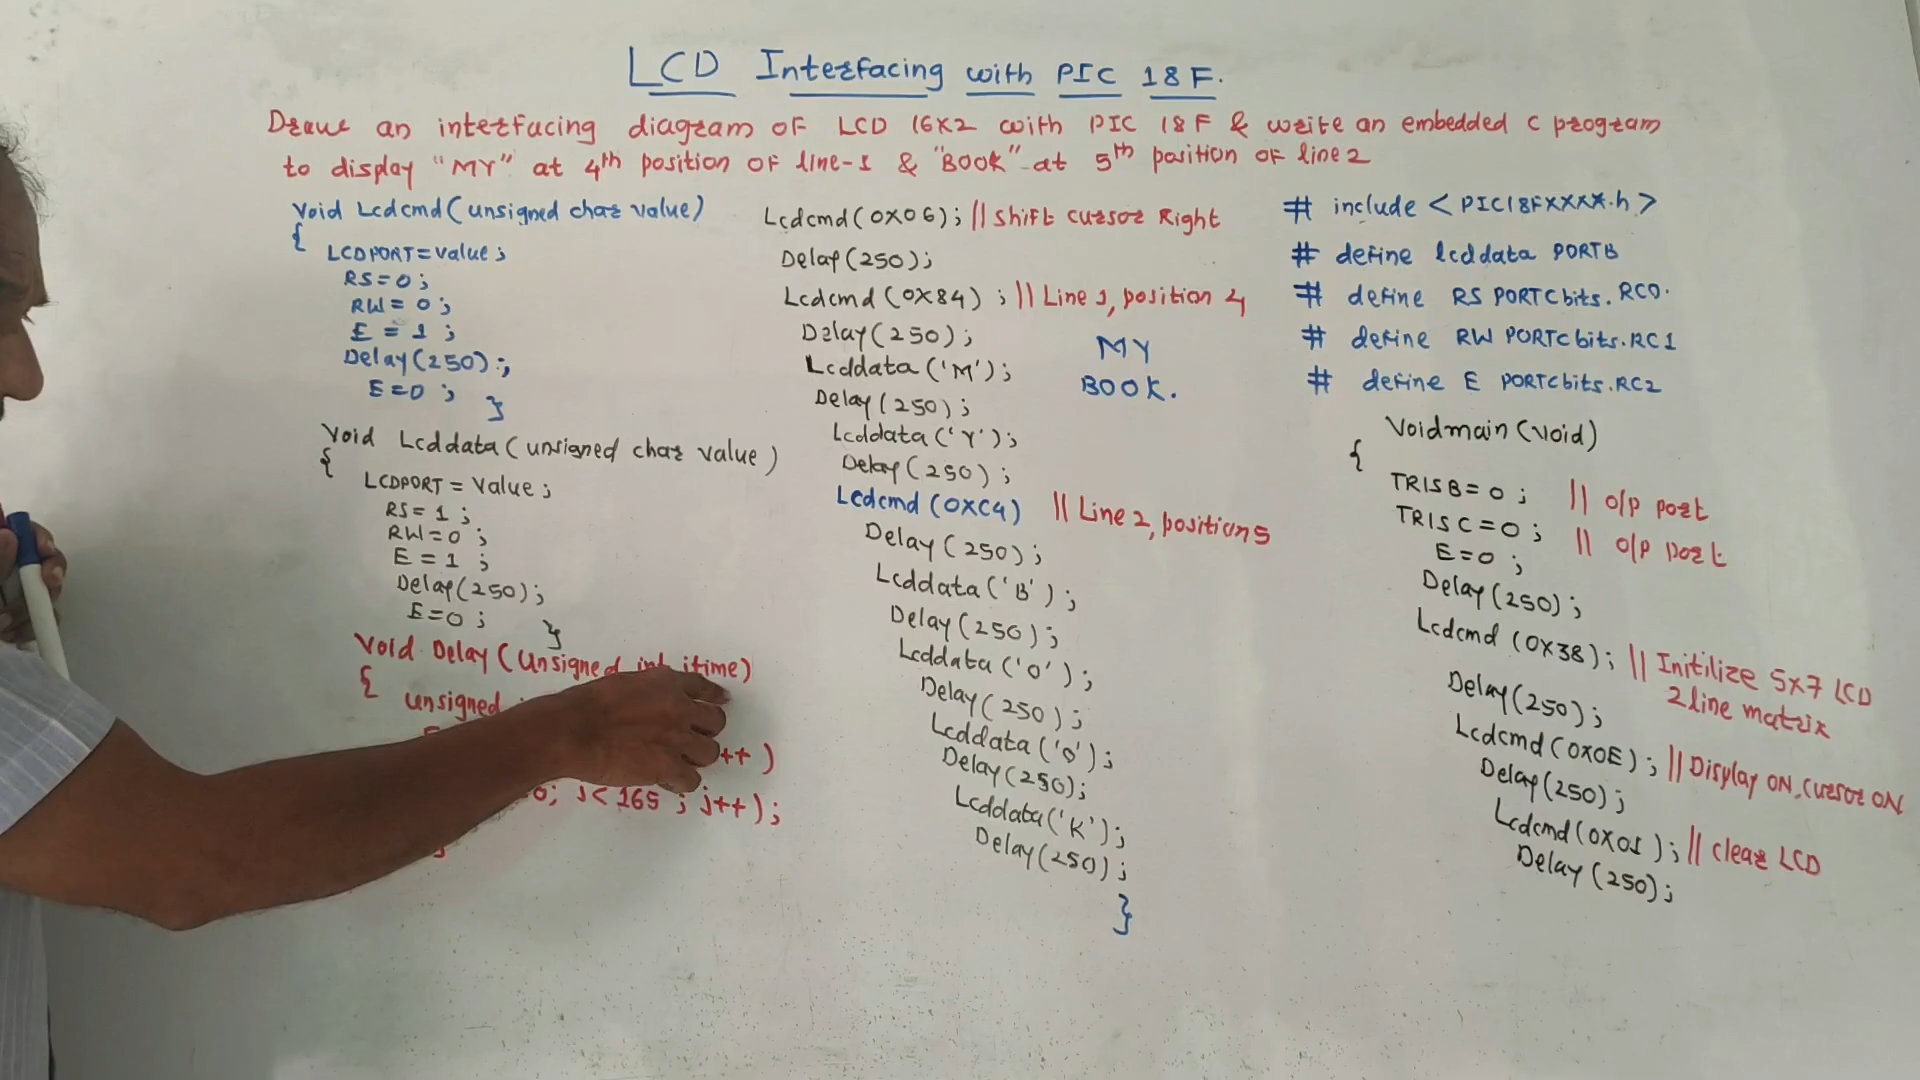 LCD Interfacing with PIC 18F.
Draw an interfacing diagram OF LCD 16X2 with PIC 18F & write an embedded c program
to display "MY" at 4th position OF line-1 & "BOOK" at 5th position OF line 2
Void Lcdcmd(unsigned char value)
{
LCDPORT=value;
RS=0;
RW=0;
E=1;
Delay(250);
E=0; }
Void Lcddata(unsigned char value)
{
LCDPORT=Value;
RS=1;
RW=0;
E=1;
Delay(250);
E=0; }
Void Delay(Unsigned itime)
{ unsigned
++)
0; j<165; j++);
}
Lcdcmd(0X06); // Shift cursor Right
Delay(250);
Lcdcmd(0X84); // Line 1, position 4
Delay(250);
Lcddata('M');
Delay(250);
Lcddata('Y');
Delay(250);
Lcdcmd(0XC4) // Line 2, position 5
Delay(250);
Lcddata('B');
Delay(250);
Lcddata('O');
Delay(250);
Lcddata('O');
Delay(250);
Lcddata('K');
Delay(250);
}
MY
BOOK.
# include <PIC18FXXXX.h>
# define lcddata PORTB
# define RS PORTCbits.RC0.
# define RW PORTCbits.RC1
# define E PORTCbits.RC2
Voidmain(void)
{
TRISB=0; // o/p port
TRISC=0; // o/p port
E=0;
Delay(250);
Lcdcmd(0X38); // Initilize 5x7 LCD
2line matrix
Delay(250);
Lcdcmd(0X0E); // Display ON, Cursor ON
Delay(250);
Lcdcmd(0X01); // clear LCD
Delay(250);